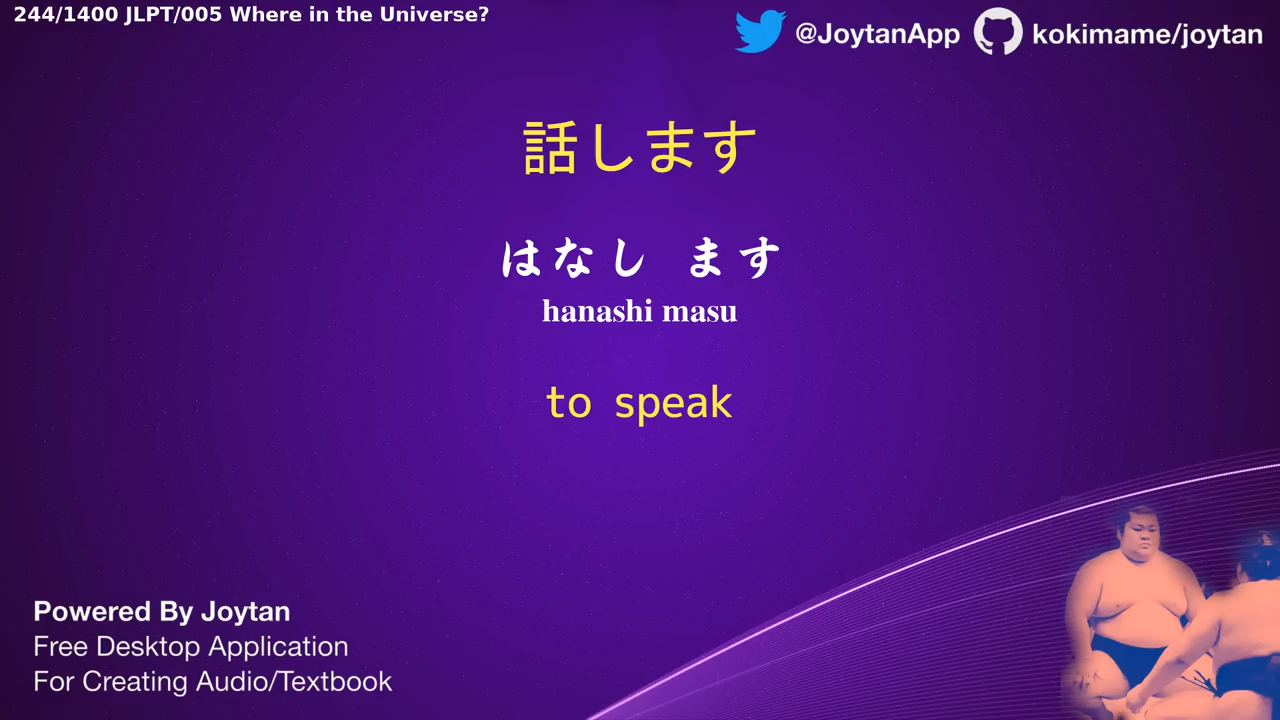 244/1400 JLPT/005 Where in the Universe?
@JoytanApp
kokimame/joytan
話します
はなし ます
hanashi masu
to speak
Powered By Joytan
Free Desktop Application
For Creating Audio/Textbook